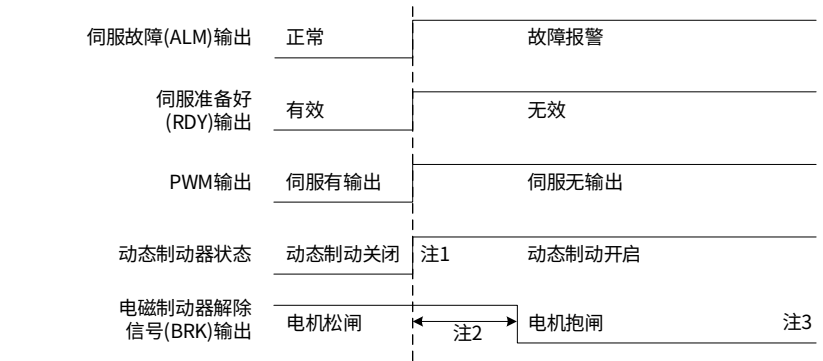 伺服故障(ALM)输出 正常 故障报警
伺服准备好
(RDY)输出 有效 无效
PWM输出 伺服有输出 伺服无输出
动态制动器状态 动态制动关闭 注1 动态制动开启
电磁制动器解除
信号(BRK)输出 电机松闸 注2 电机抱闸 注3